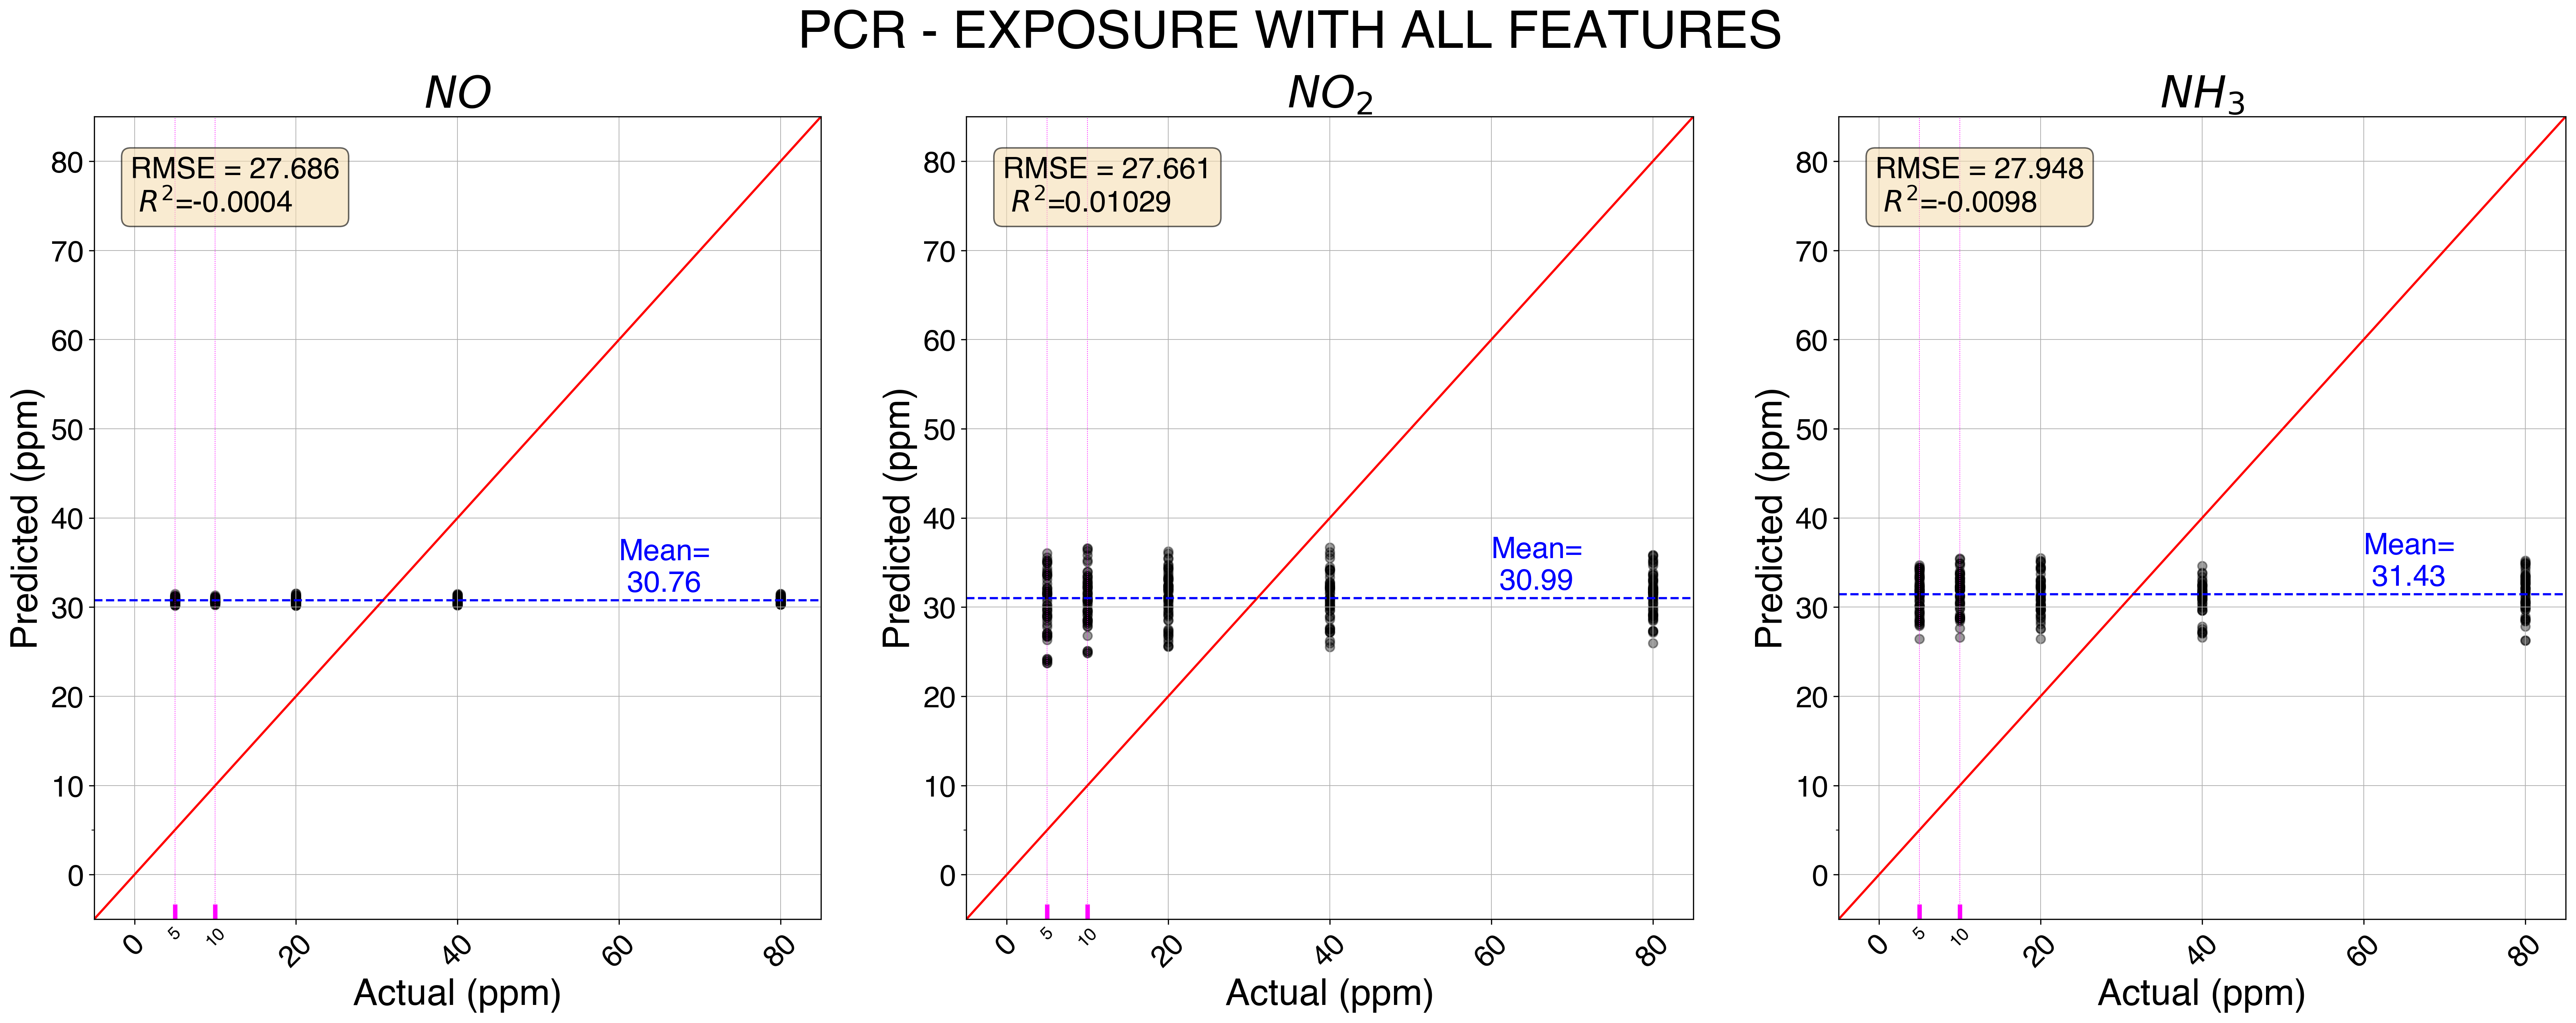 PCR - EXPOSURE WITH ALL FEATURES
NO
RMSE = 27.686
R²=-0.0004
Mean=
30.76
Predicted (ppm)
80
70
60
50
40
30
20
10
0
0 5 10 20 40 60 80
Actual (ppm)
NO₂
RMSE = 27.661
R²=0.01029
Mean=
30.99
Predicted (ppm)
80
70
60
50
40
30
20
10
0
0 5 10 20 40 60 80
Actual (ppm)
NH₃
RMSE = 27.948
R²=-0.0098
Mean=
31.43
Predicted (ppm)
80
70
60
50
40
30
20
10
0
0 5 10 20 40 60 80
Actual (ppm)